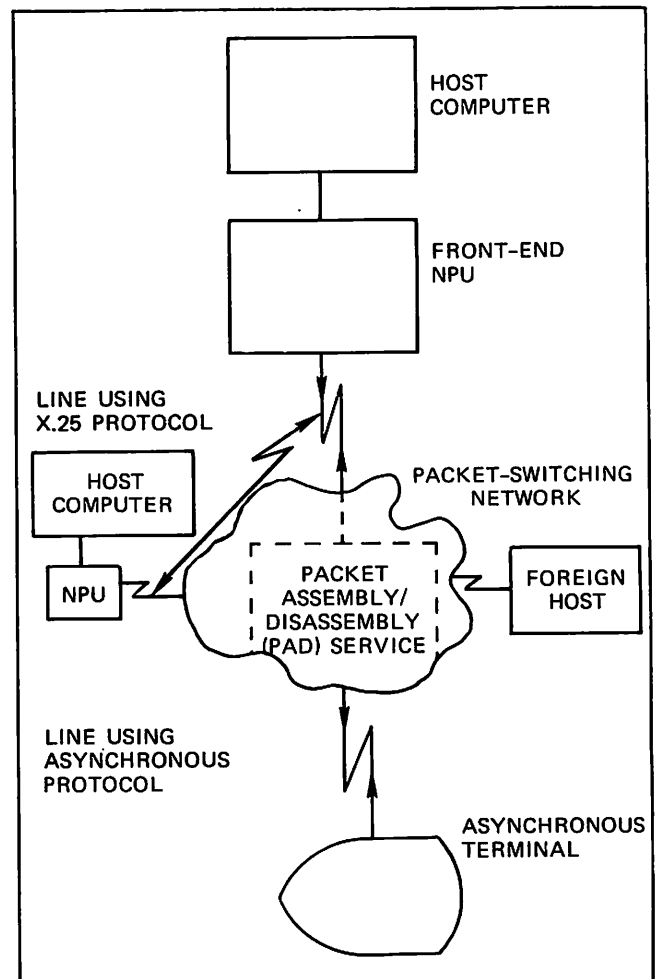 HOST
COMPUTER
FRONT-END
NPU
LINE USING
X.25 PROTOCOL
HOST
COMPUTER
PACKET-SWITCHING
NETWORK
NPU
PACKET
ASSEMBLY/
DISASSEMBLY
(PAD) SERVICE
FOREIGN
HOST
LINE USING
ASYNCHRONOUS
PROTOCOL
ASYNCHRONOUS
TERMINAL